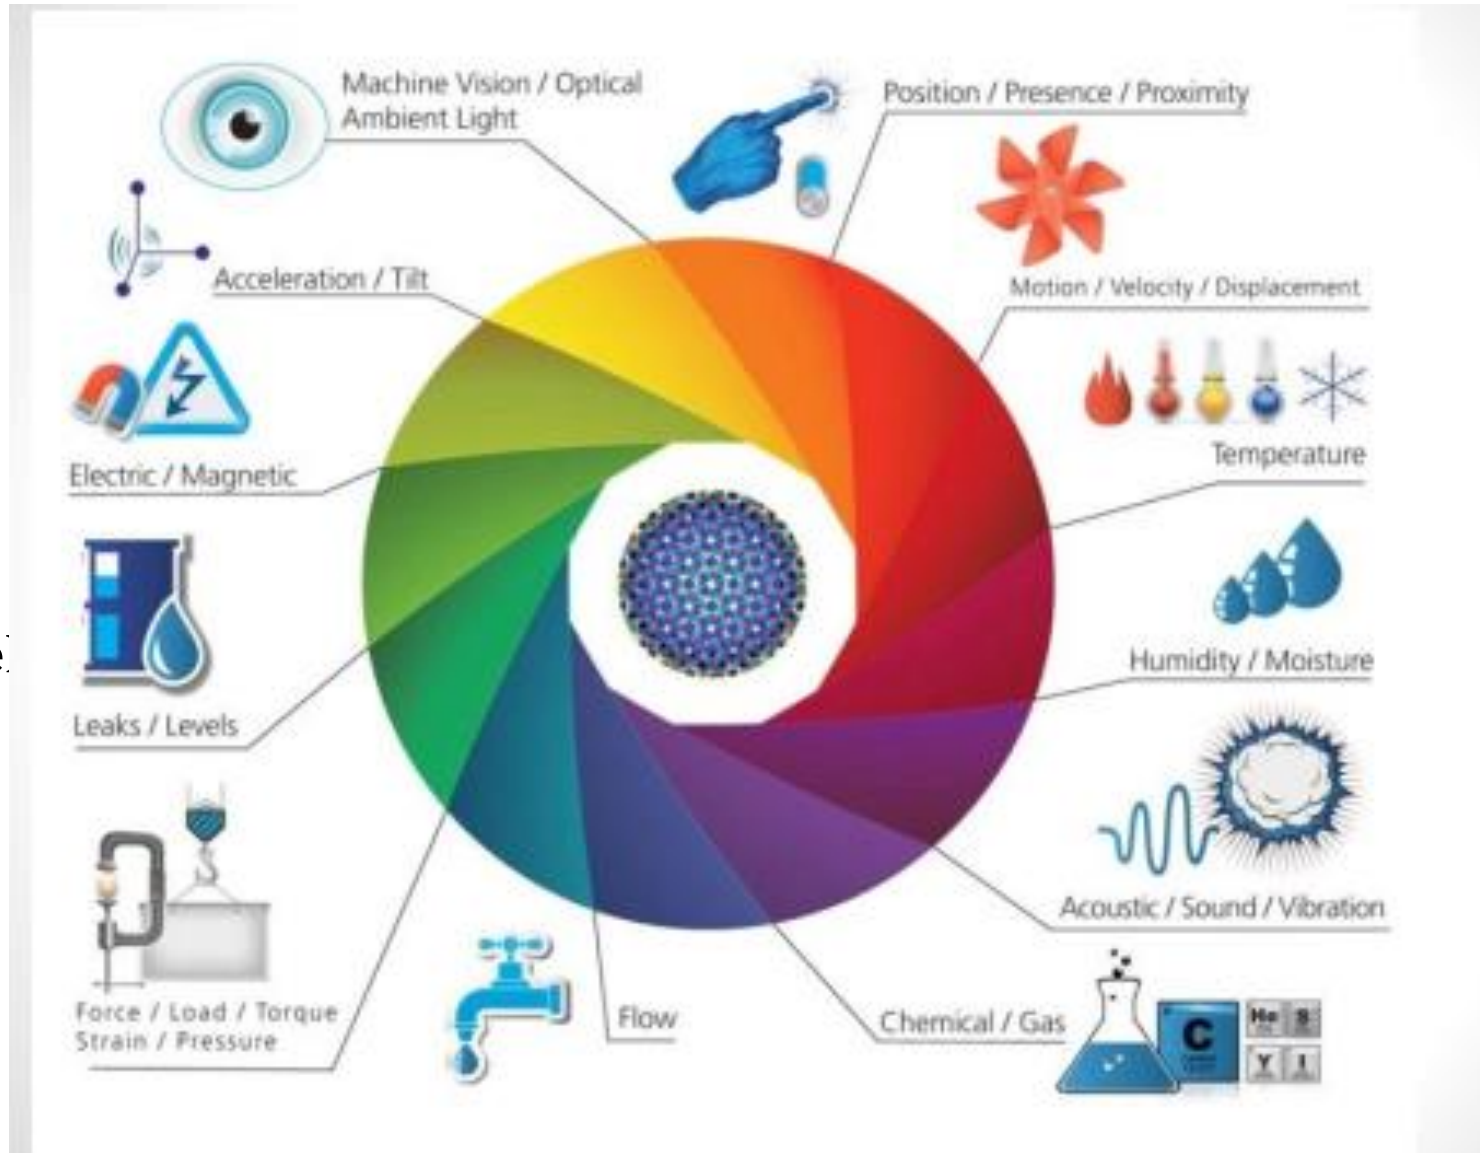 Machine Vision / Optical
Ambient Light
Position / Presence / Proximity
Acceleration / Tilt
Motion / Velocity / Displacement
Electric / Magnetic
Temperature
Humidity / Moisture
Leaks / Levels
Acoustic / Sound / Vibration
Force / Load / Torque
Strain / Pressure
Flow
Chemical / Gas
C
He S
Y I